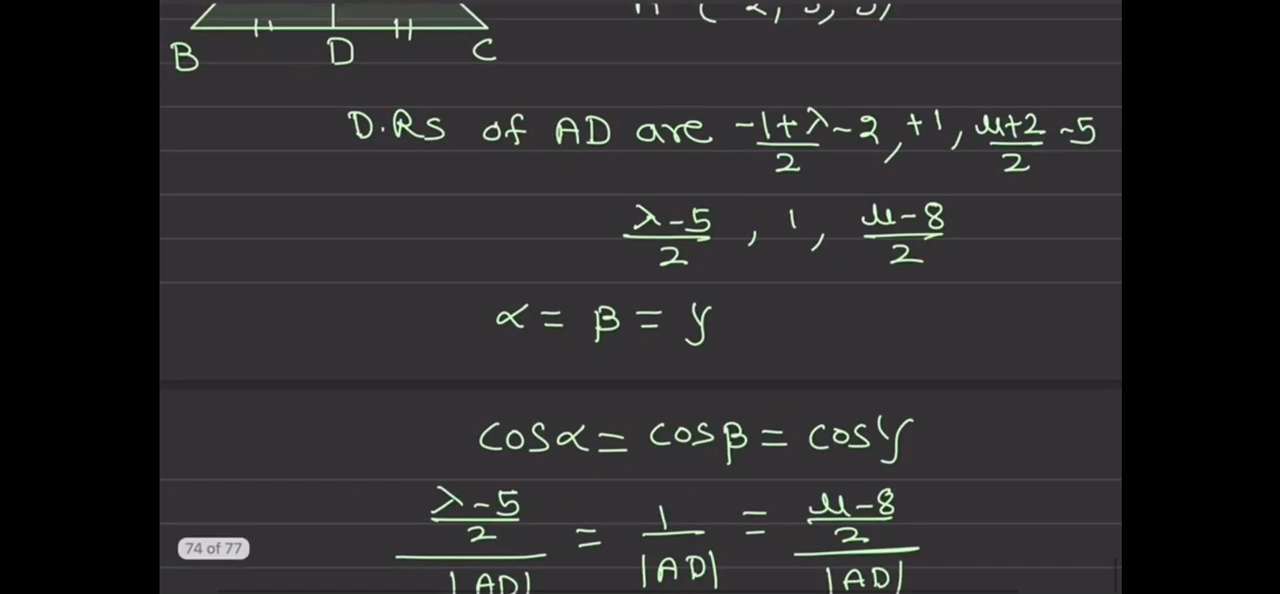 B D C
D.Rs of AD are (-1+λ)/2 -2, +1, (μ+2)/2 -5
(λ-5)/2 , 1 , (μ-8)/2
α = β = γ
cosα = cosβ = cosγ
((λ-5)/2)/|AD| = 1/|AD| = ((μ-8)/2)/|AD|
74 of 77